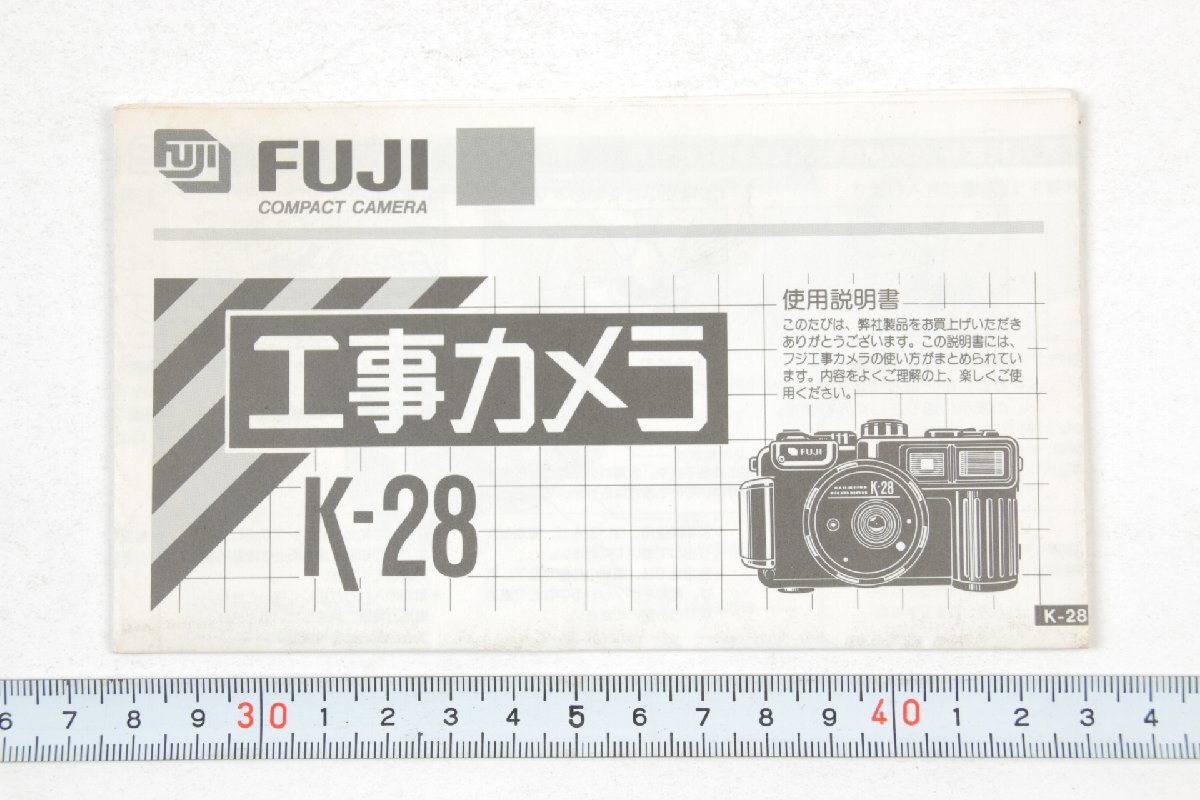 FUJI
FUJI
COMPACT CAMERA
工事カメラ
K-28
使用説明書
このたびは、弊社製品をお買上げいただき
ありがとうございます。この説明書には、
フジ工事カメラの使い方がまとめられてい
ます。内容をよくご理解の上、楽しくご使
用ください。
FUJI
K-28
K-28
6 7 8 9 30 1 2 3 4 5 6 7 8 9 40 1 2 3 4